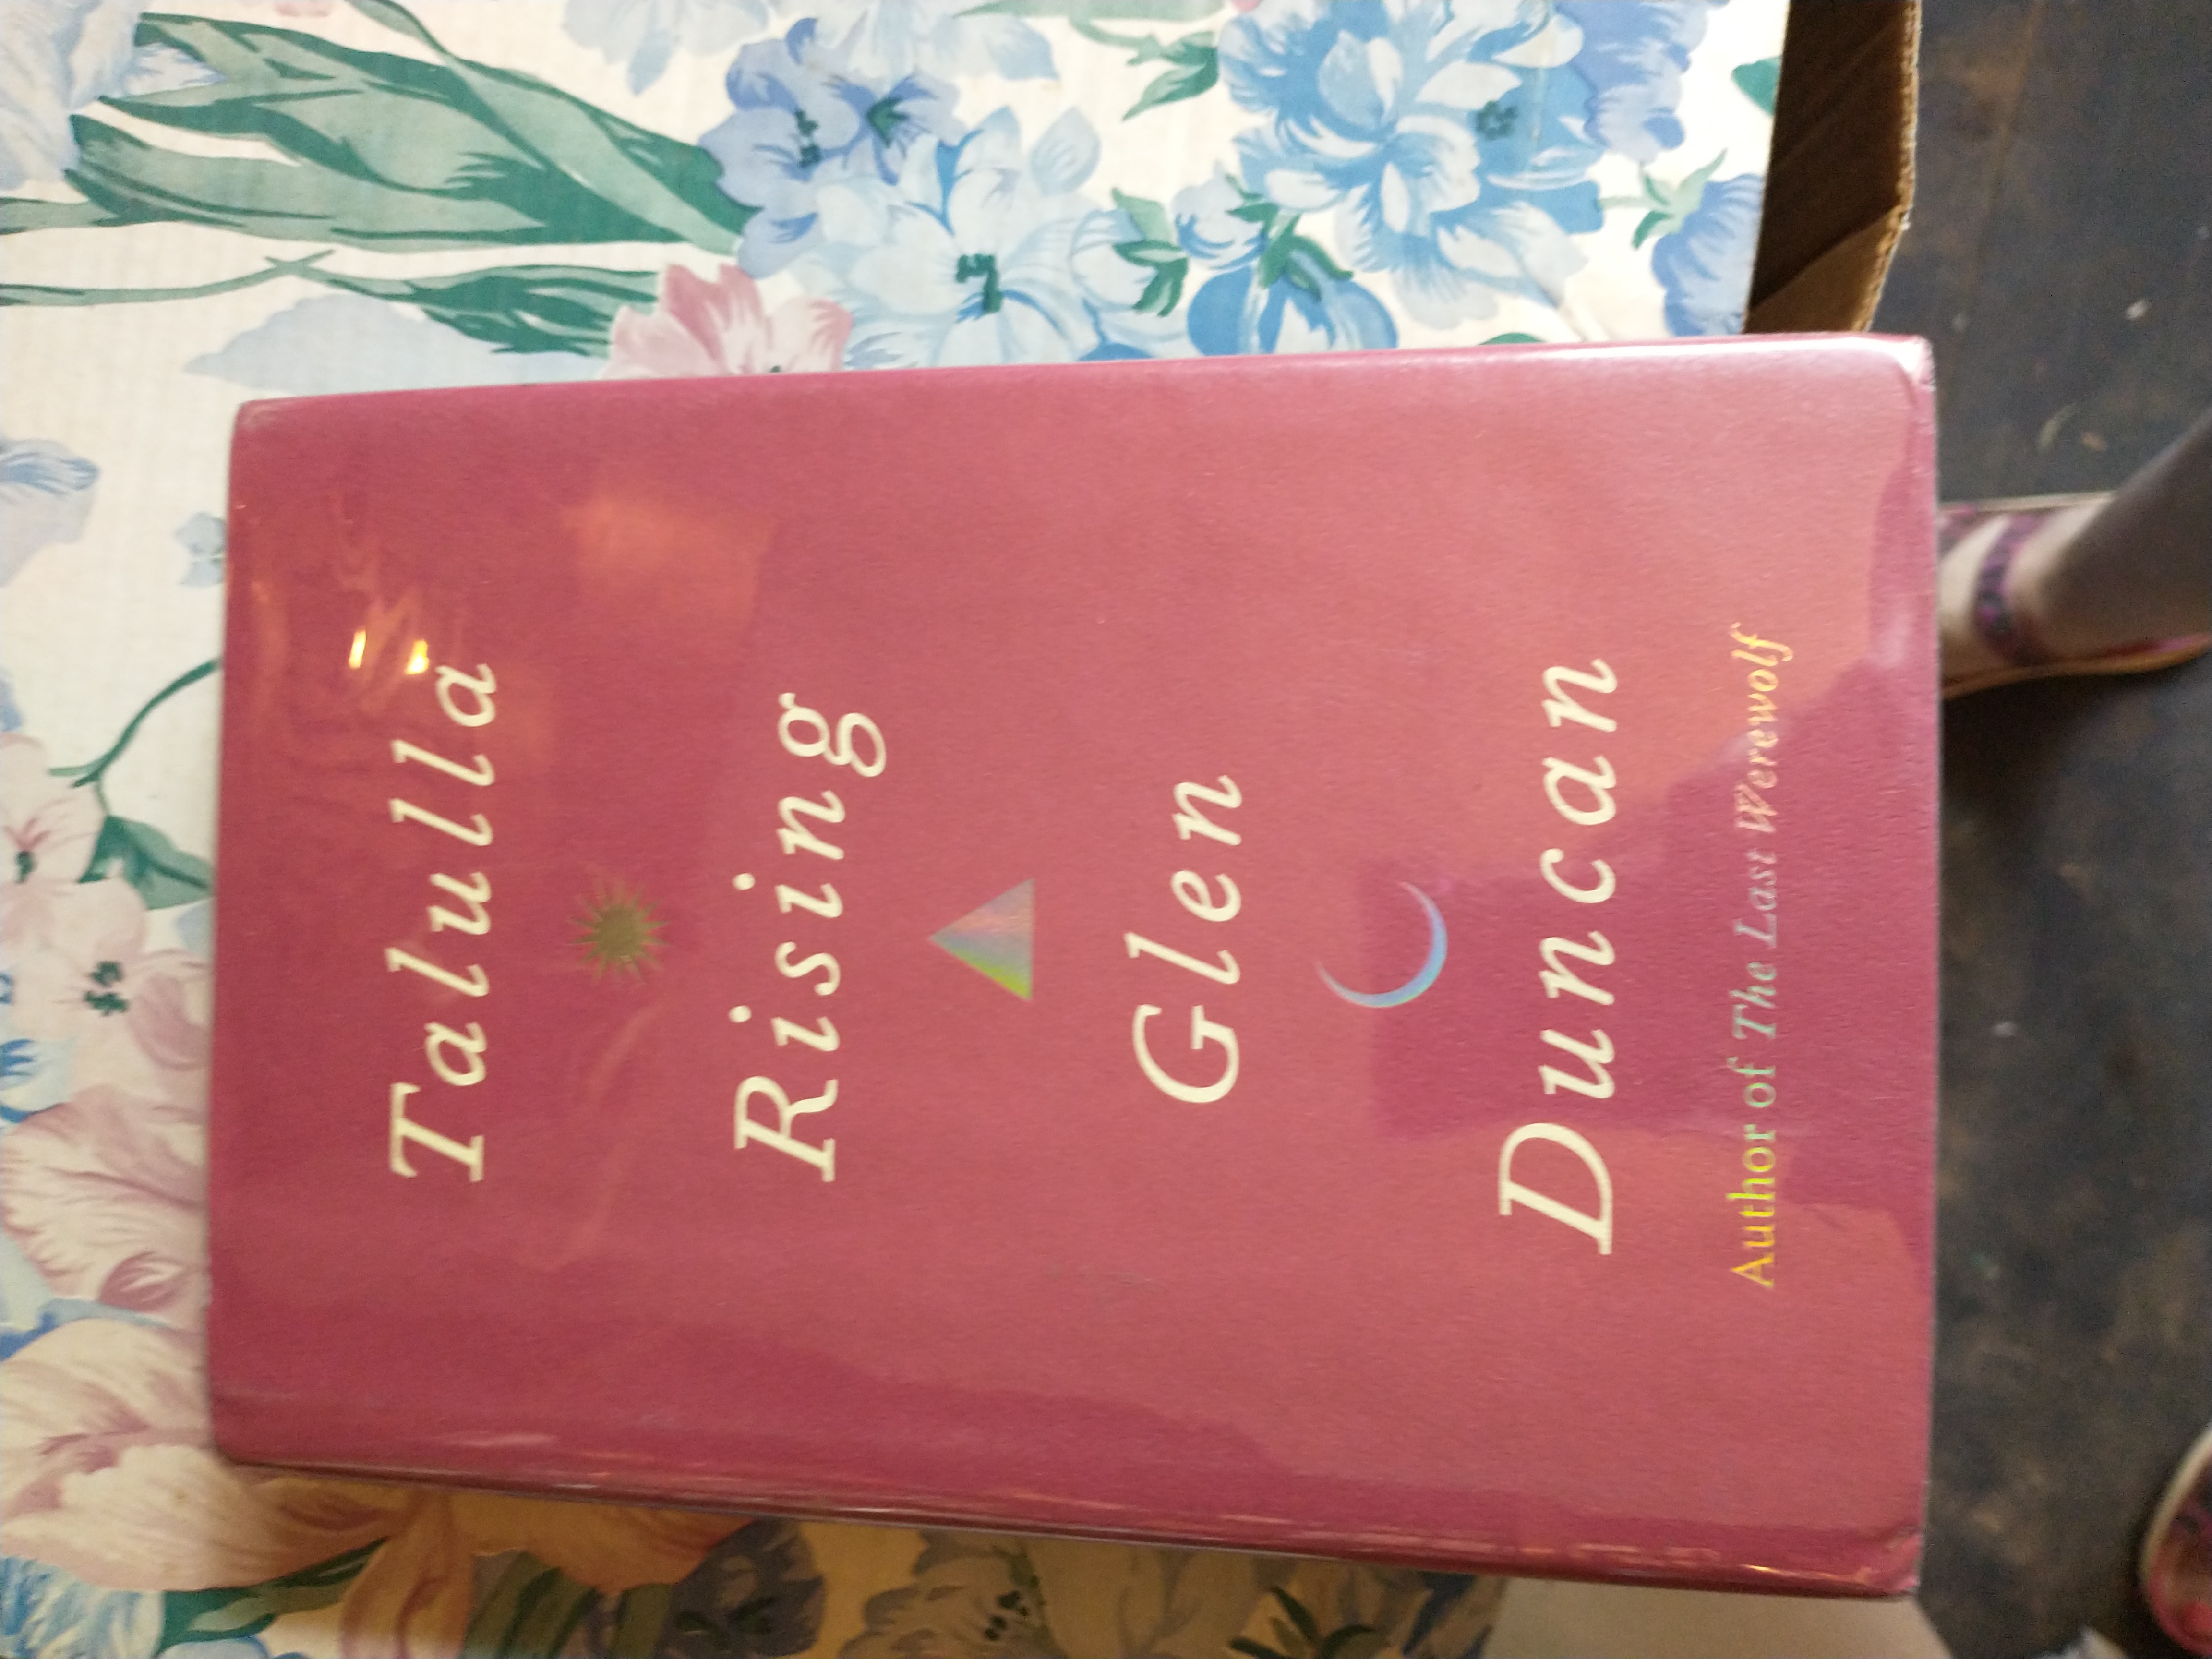 Talulla
Rising
Glen
Duncan
Author of The Last Werewolf